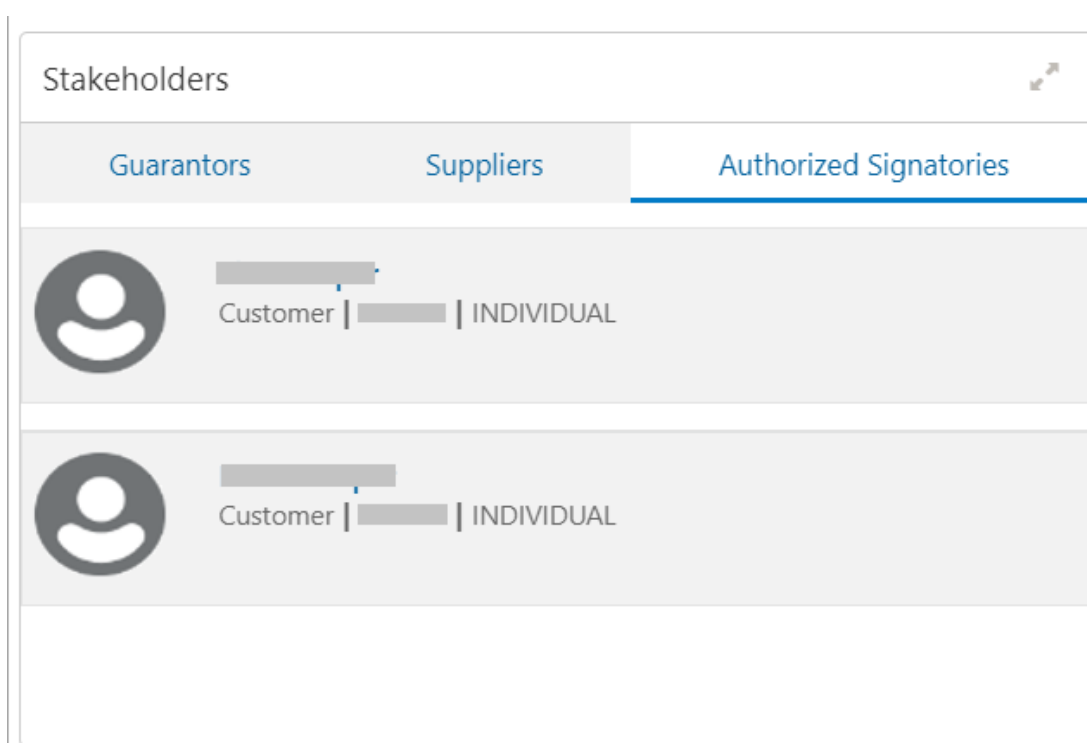 Stakeholders
Guarantors Suppliers Authorized Signatories
Customer | | INDIVIDUAL
Customer | | INDIVIDUAL